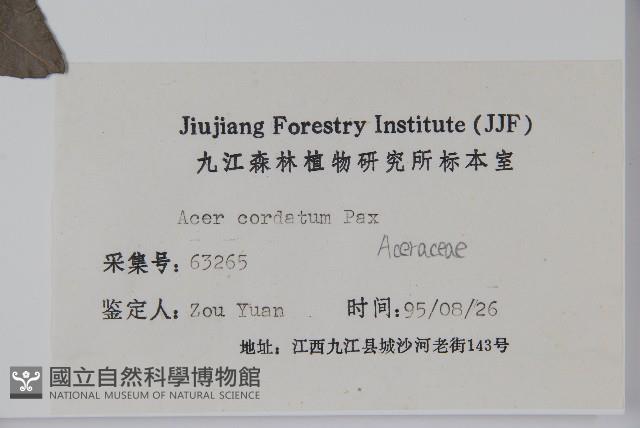 Jiujiang Forestry Institute (JJF)
九江森林植物研究所标本室
Acer cordatum Pax
Aceraceae
采集号: 63265
鉴定人: Zou Yuan 时间: 95/08/26
地址: 江西九江县城沙河老街143号
國立自然科學博物館
NATIONAL MUSEUM OF NATURAL SCIENCE